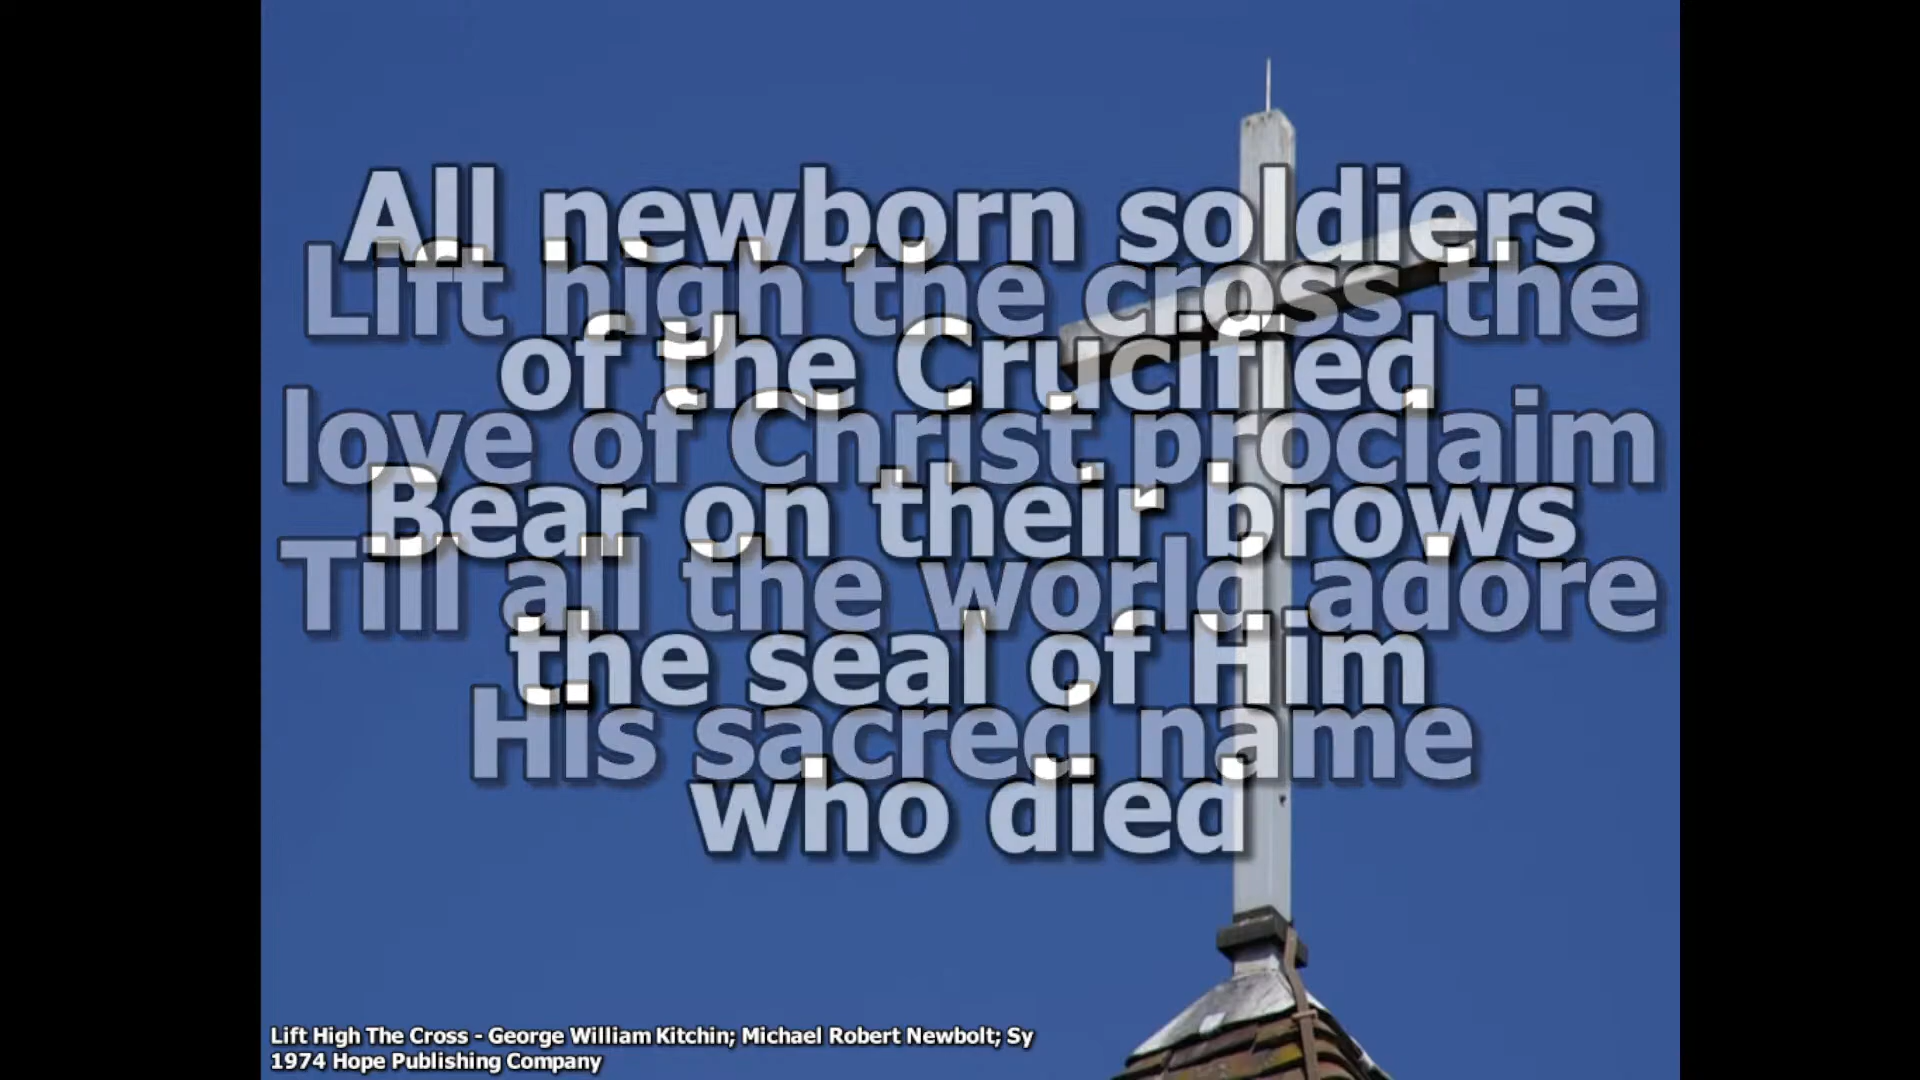 All newborn soldiers
Lift high the cross the
of the Crucified
love of Christ proclaim
Bear on their brows
Till all the world adore
the seal of Him
His sacred name
who died
Lift High The Cross - George William Kitchin; Michael Robert Newbolt; Sy
1974 Hope Publishing Company